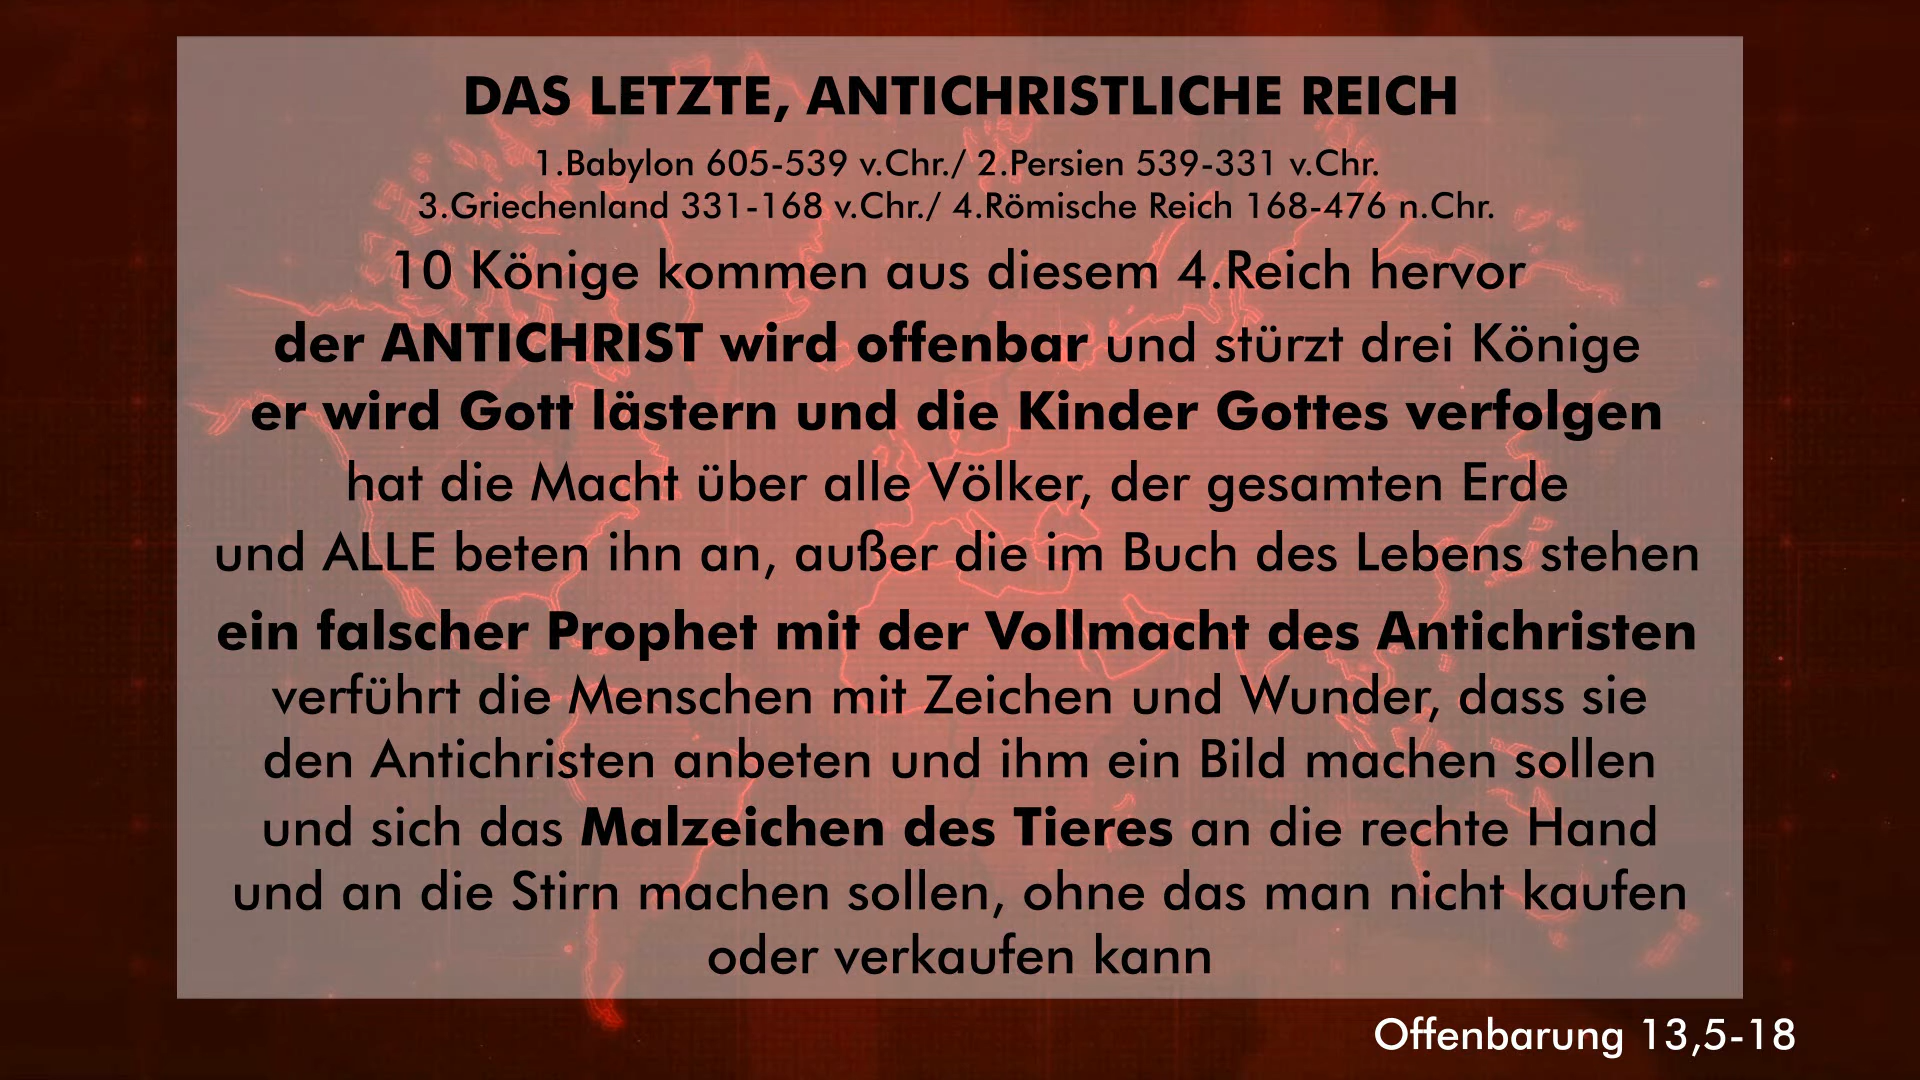 DAS LETZTE, ANTICHRISTLICHE REICH
1.Babylon 605-539 v.Chr./ 2.Persien 539-331 v.Chr.
3.Griechenland 331-168 v.Chr./ 4.Römische Reich 168-476 n.Chr.
10 Könige kommen aus diesem 4.Reich hervor
der ANTICHRIST wird offenbar und stürzt drei Könige
er wird Gott lästern und die Kinder Gottes verfolgen
hat die Macht über alle Völker, der gesamten Erde
und ALLE beten ihn an, außer die im Buch des Lebens stehen
ein falscher Prophet mit der Vollmacht des Antichristen
verführt die Menschen mit Zeichen und Wunder, dass sie
den Antichristen anbeten und ihm ein Bild machen sollen
und sich das Malzeichen des Tieres an die rechte Hand
und an die Stirn machen sollen, ohne das man nicht kaufen
oder verkaufen kann
Offenbarung 13,5-18